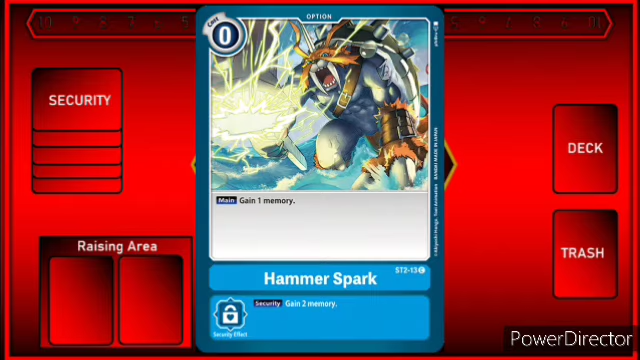 OPTION
COST
0
SECURITY
DECK
Main Gain 1 memory.
TRASH
Raising Area
ST2-13 C
Hammer Spark
Security Gain 2 memory.
Security Effect
PowerDirector